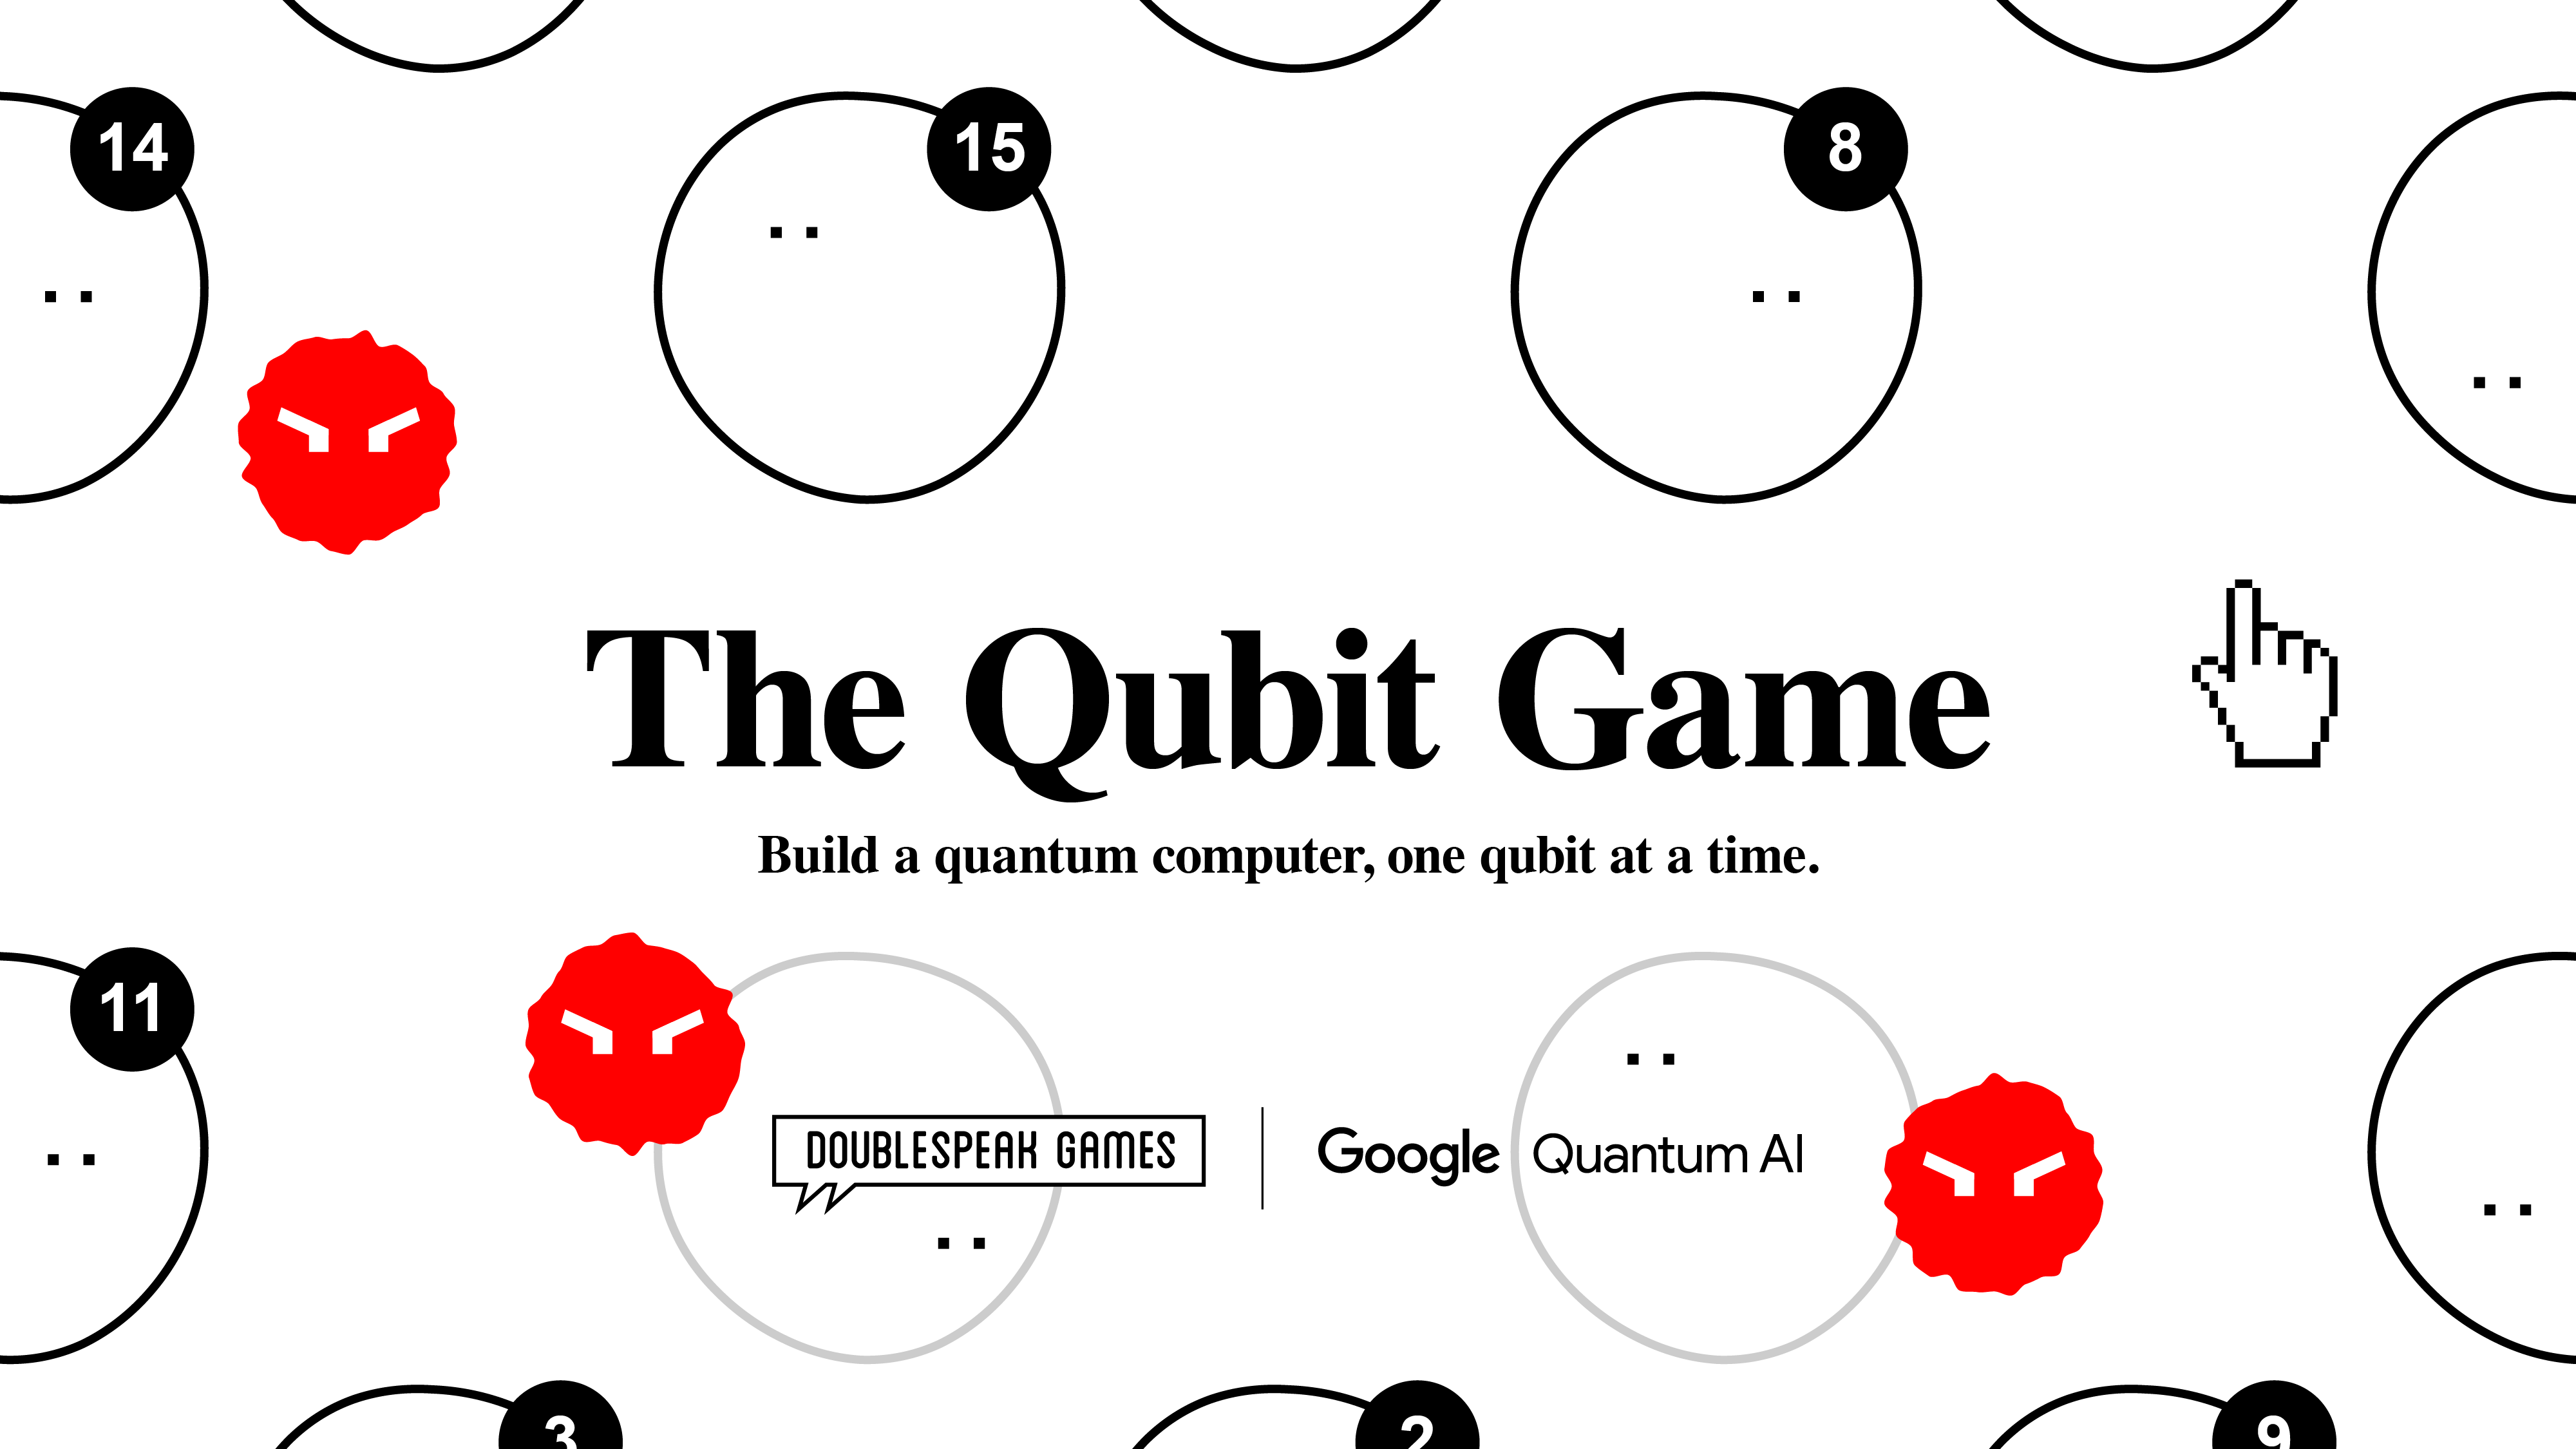 14
15
8
The Qubit Game
Build a quantum computer, one qubit at a time.
11
DOUBLESPEAK GAMES
Google Quantum AI
3
2
9